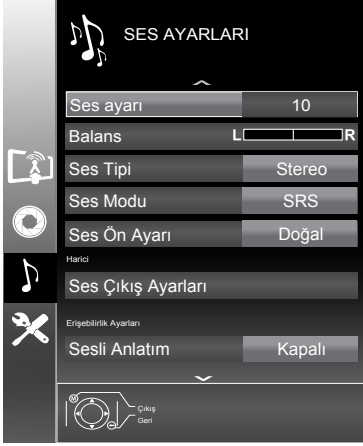 SES AYARLARI
Ses ayarı 10
Balans L R
Ses Tipi Stereo
Ses Modu SRS
Ses Ön Ayarı Doğal
Harici
Ses Çıkış Ayarları
Erişebilirlik Ayarları
Sesli Anlatım Kapalı
M
Çıkış
Geri